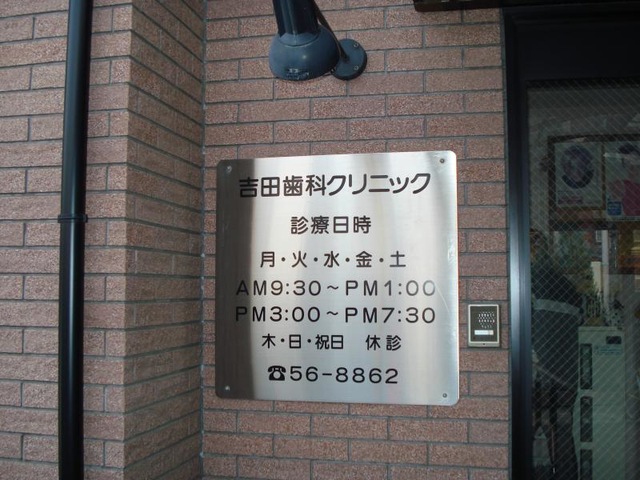 吉田歯科クリニック
診療日時
月・火・水・金・土
AM9:30～PM1:00
PM3:00～PM7:30
木・日・祝日　休診
☎56-8862